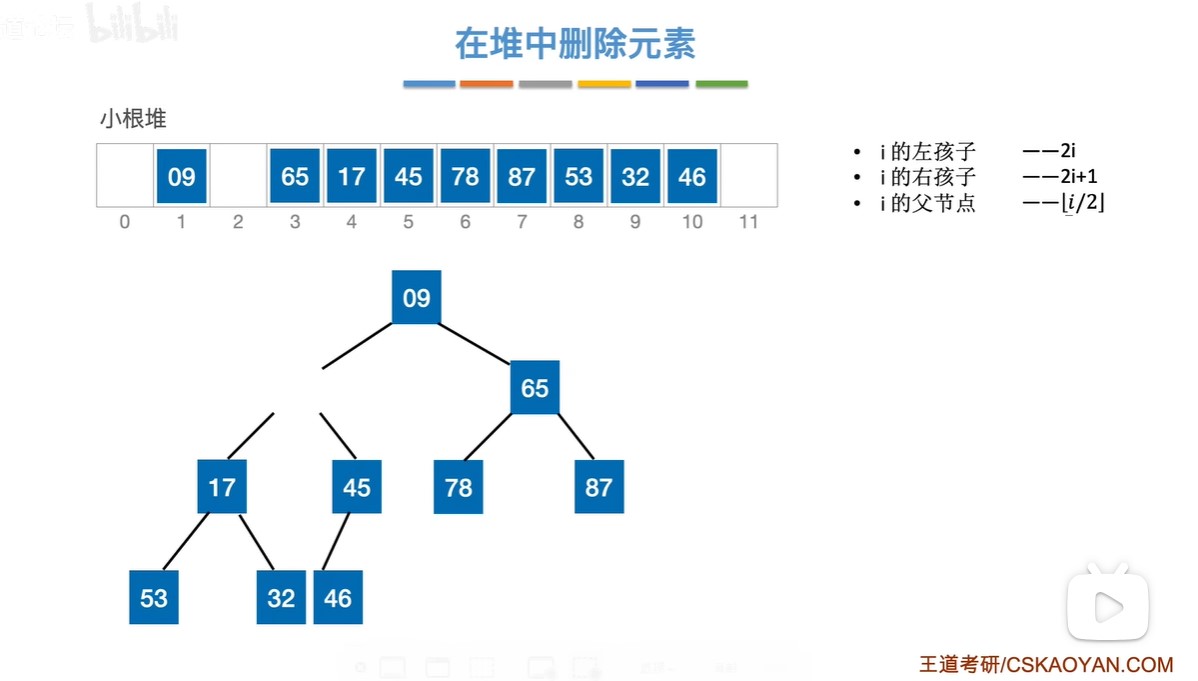 bilibili
在堆中删除元素
小根堆
09 65 17 45 78 87 53 32 46
0 1 2 3 4 5 6 7 8 9 10 11
• i 的左孩子 ——2i
• i 的右孩子 ——2i+1
• i 的父节点 ——⌊i/2⌋
09
65
17 45 78 87
53 32 46
王道考研/CSKAOYAN.COM